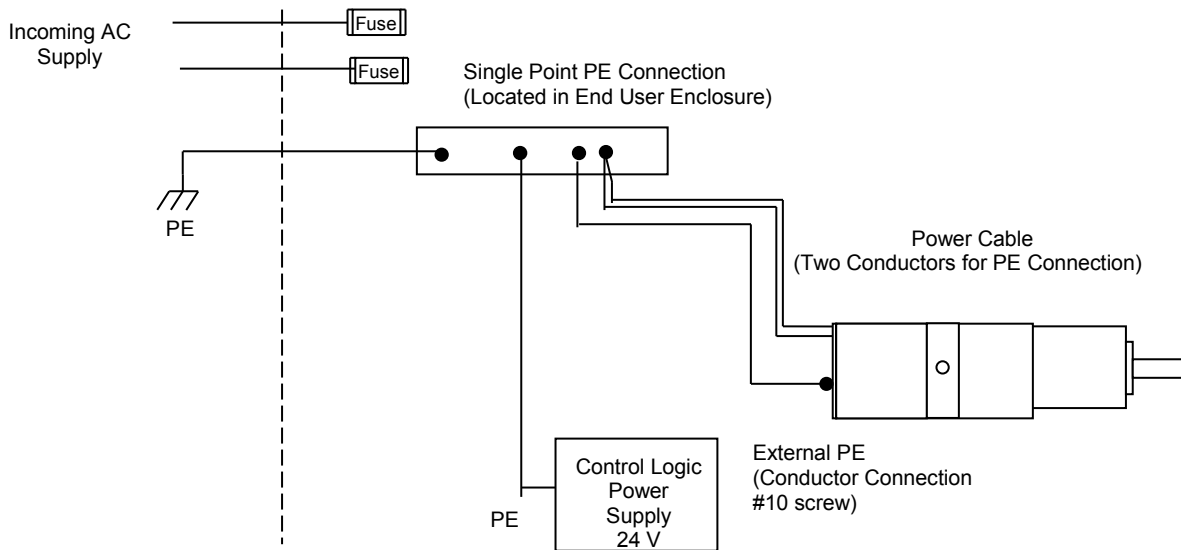 Incoming AC
Supply
Fuse
Fuse
Single Point PE Connection
(Located in End User Enclosure)
PE
Power Cable
(Two Conductors for PE Connection)
External PE
(Conductor Connection
#10 screw)
Control Logic
Power
Supply
24 V
PE